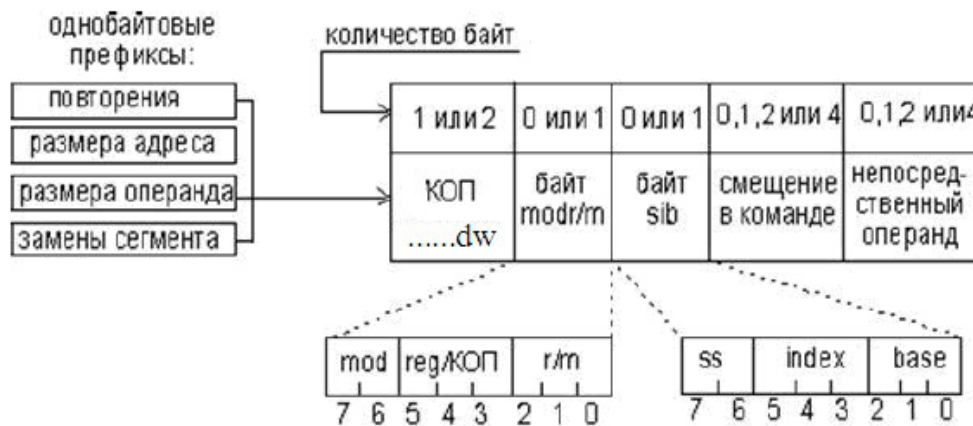 однобайтовые
префиксы:
повторения
размера адреса
размера операнда
замены сегмента
количество байт
1 или 2
0 или 1
0 или 1
0,1,2 или 4
0,1,2 или4
КОП
......dw
байт
modr/m
байт
sib
смещение
в команде
непосред-
ственный
операнд
mod
reg/КОП
r/m
7 6 5 4 3 2 1 0
ss
index
base
7 6 5 4 3 2 1 0